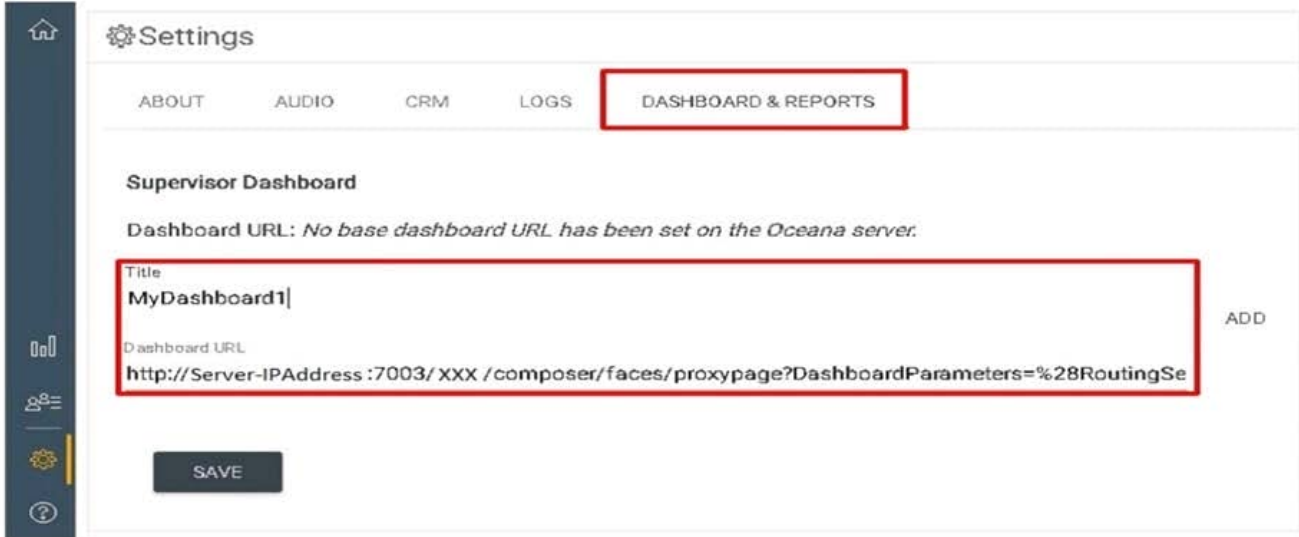 Settings
ABOUT AUDIO CRM LOGS DASHBOARD & REPORTS
Supervisor Dashboard
Dashboard URL: No base dashboard URL has been set on the Oceana server.
Title
MyDashboard1
ADD
Dashboard URL
http://Server-IPAddress:7003/XXX/composer/faces/proxypage?DashboardParameters=%28RoutingSe
SAVE